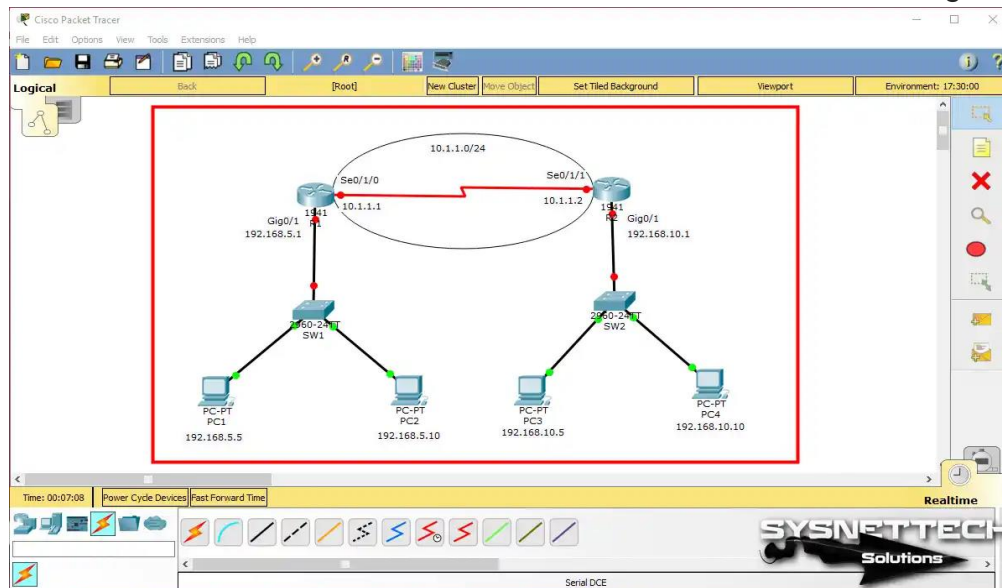 Cisco Packet Tracer
File Edit Options View Tools Extensions Help
Logical Back [Root] New Cluster Move Object Set Tiled Background Viewport Environment: 17:30:00
10.1.1.0/24
Se0/1/0 Se0/1/1
10.1.1.1 10.1.1.2
1941 1941
R1 R2
Gig0/1 Gig0/1
192.168.5.1 192.168.10.1
2960-24TT 2960-24TT
SW1 SW2
PC-PT PC-PT PC-PT PC-PT
PC1 PC2 PC3 PC4
192.168.5.5 192.168.5.10 192.168.10.5 192.168.10.10
Time: 00:07:08 Power Cycle Devices Fast Forward Time Realtime
SYSNETTECH
Solutions
Serial DCE